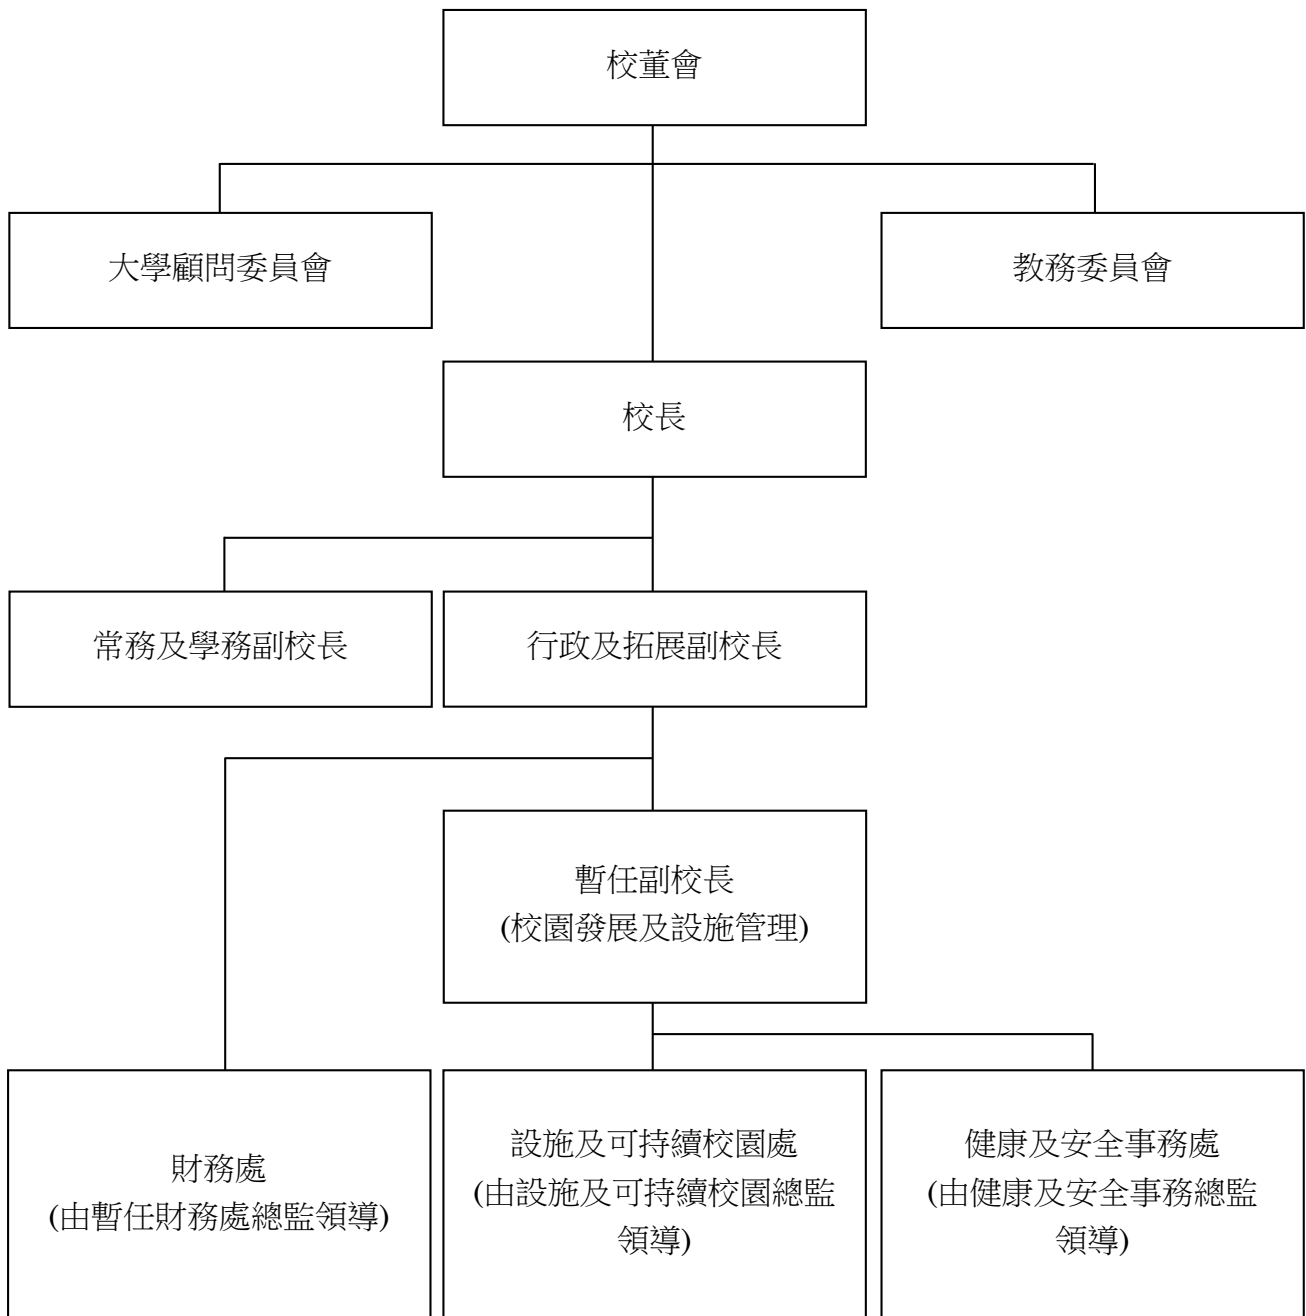 校董會
大學顧問委員會
教務委員會
校長
常務及學務副校長
行政及拓展副校長
暫任副校長
(校園發展及設施管理)
財務處
(由暫任財務處總監領導)
設施及可持續校園處
(由設施及可持續校園總監
領導)
健康及安全事務處
(由健康及安全事務總監
領導)